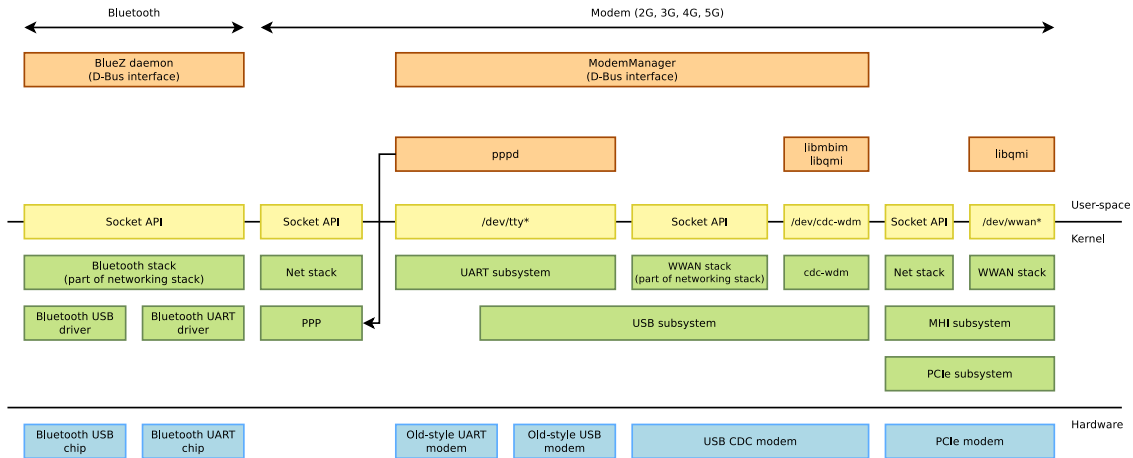 Bluetooth
Modem (2G, 3G, 4G, 5G)
BlueZ daemon
(D-Bus interface)
ModemManager
(D-Bus interface)
pppd
libmbim
libqmi
libqmi
Socket API
Socket API
/dev/tty*
Socket API
/dev/cdc-wdm
Socket API
/dev/wwan*
User-space
Kernel
Bluetooth stack
(part of networking stack)
Net stack
UART subsystem
WWAN stack
(part of networking stack)
cdc-wdm
Net stack
WWAN stack
Bluetooth USB
driver
Bluetooth UART
driver
PPP
USB subsystem
MHI subsystem
PCIe subsystem
Hardware
Bluetooth USB
chip
Bluetooth UART
chip
Old-style UART
modem
Old-style USB
modem
USB CDC modem
PCIe modem